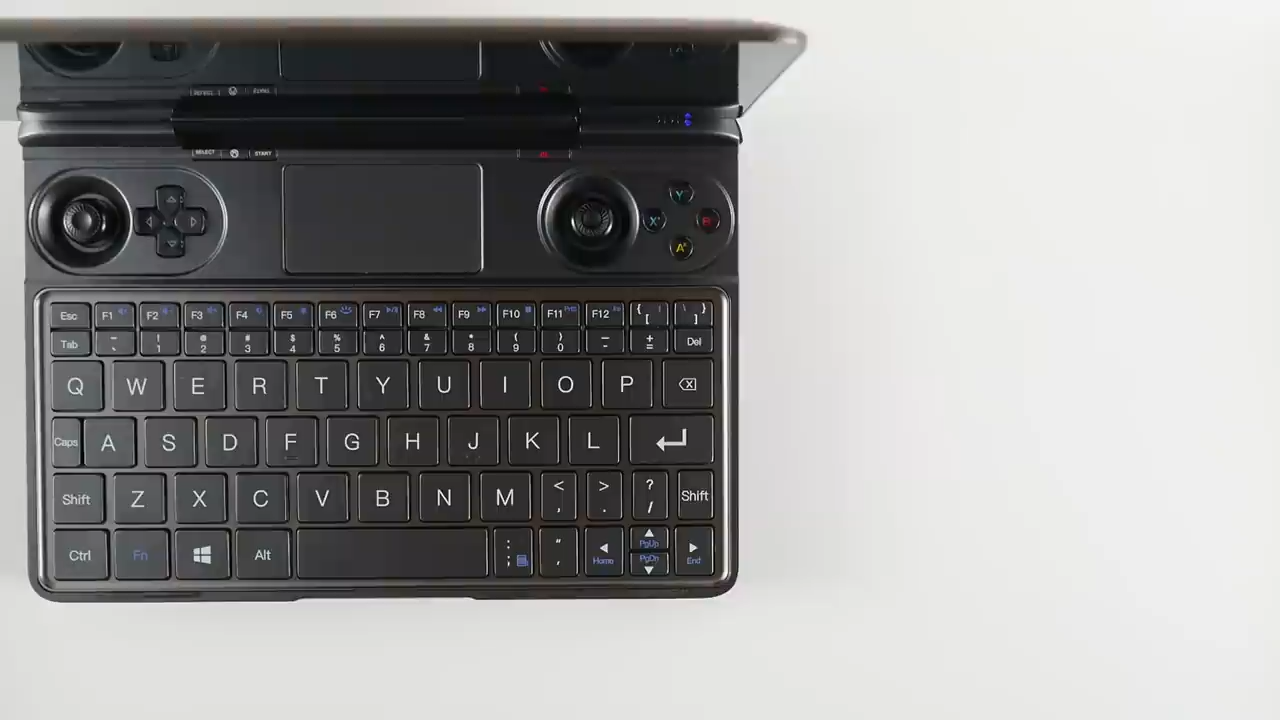 SELECT START
Y
X B
A
Esc F1 F2 F3 F4 F5 F6 F7 F8 F9 F10 F11 F12 { [ \ } ]
Tab ~ ` ! 1 @ 2 # 3 $ 4 % 5 ^ 6 & 7 * 8 ( 9 ) 0 _ - + = Del
Q W E R T Y U I O P
Caps A S D F G H J K L
Shift Z X C V B N M < , > . ? / Shift
Ctrl Fn Alt : ; " ' Home PgUp PgDn End